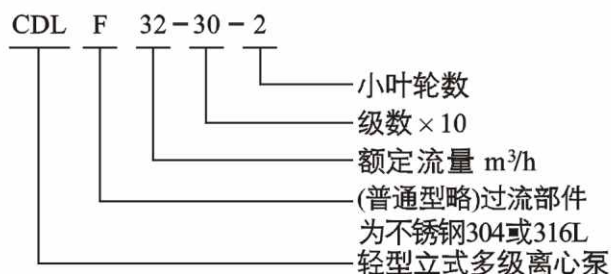 CDL F 32-30-2
小叶轮数
级数×10
额定流量 m³/h
(普通型略)过流部件
为不锈钢304或316L
轻型立式多级离心泵